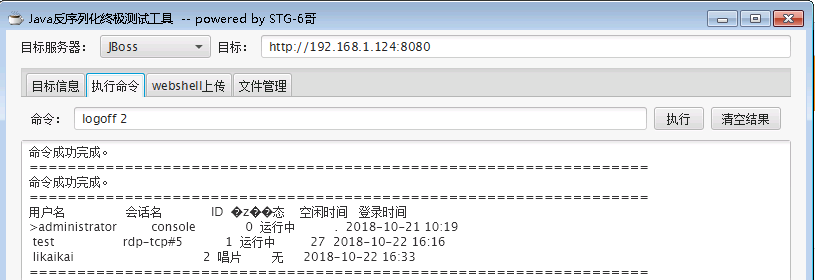 Java反序列化终极测试工具 -- powered by STG-6哥
目标服务器: JBoss 目标: http://192.168.1.124:8080
目标信息 执行命令 webshell上传 文件管理
命令: logoff 2 执行 清空结果
命令成功完成。
====================================================================
命令成功完成。
====================================================================
用户名 会话名 ID �z��态 空闲时间 登录时间
>administrator console 0 运行中 . 2018-10-21 10:19
test rdp-tcp#5 1 运行中 27 2018-10-22 16:16
likaikai 2 唱片 无 2018-10-22 16:33
====================================================================